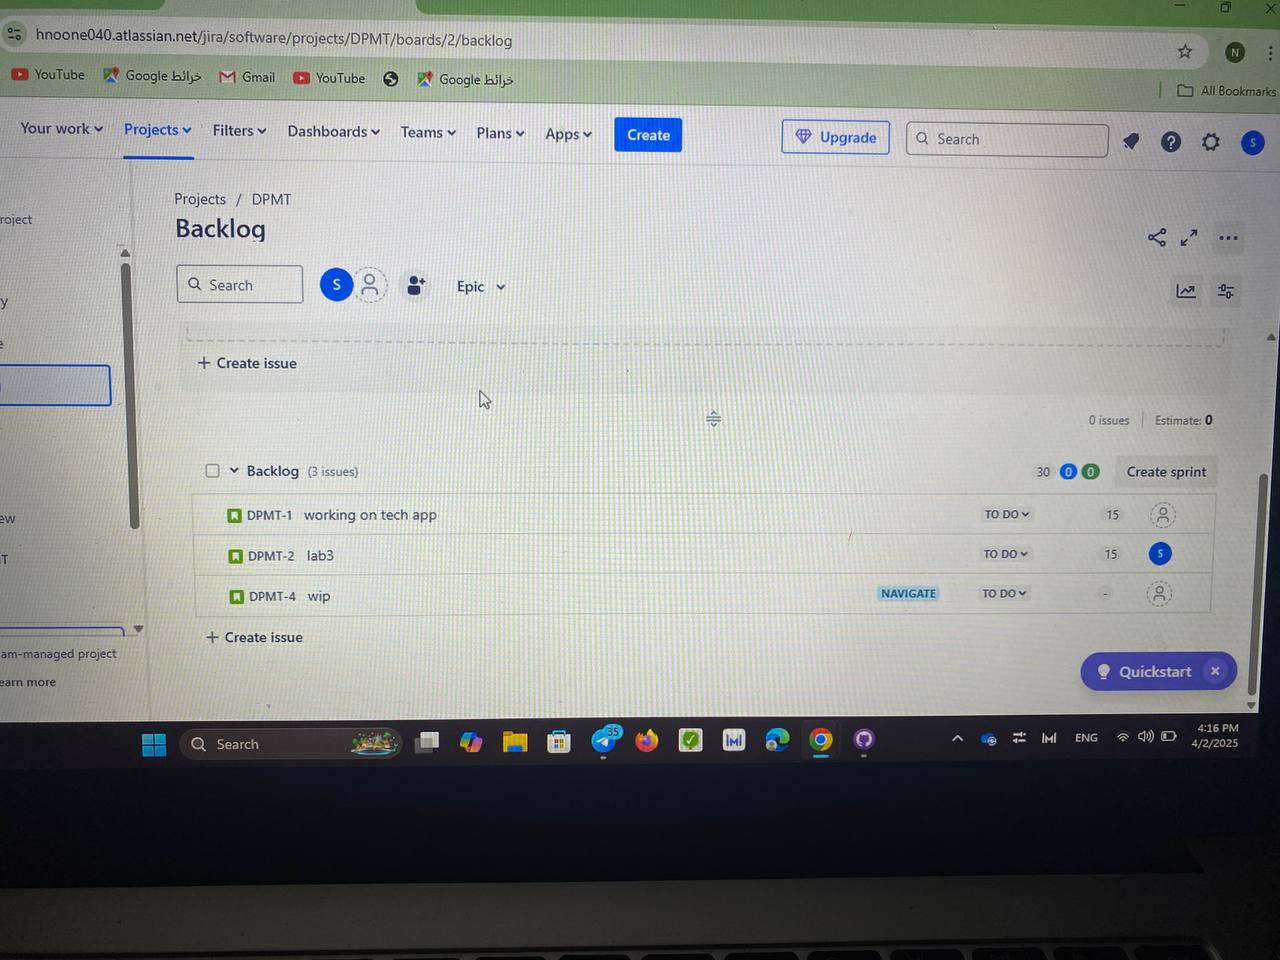 hnoone040.atlassian.net/jira/software/projects/DPMT/boards/2/backlog
N
YouTube خرائط Google Gmail YouTube خرائط Google All Bookmarks
Your work Projects Filters Dashboards Teams Plans Apps Create Upgrade Search S
Projects / DPMT
roject
Backlog
Search S Epic
y
e
+ Create issue
0 issues Estimate: 0
Backlog (3 issues) 30 0 0 Create sprint
DPMT-1 working on tech app TO DO 15
ew
DPMT-2 lab3 TO DO 15 S
T
DPMT-4 wip NAVIGATE TO DO -
+ Create issue
am-managed project
Quickstart ×
earn more
Search 35 ENG 4:16 PM
4/2/2025